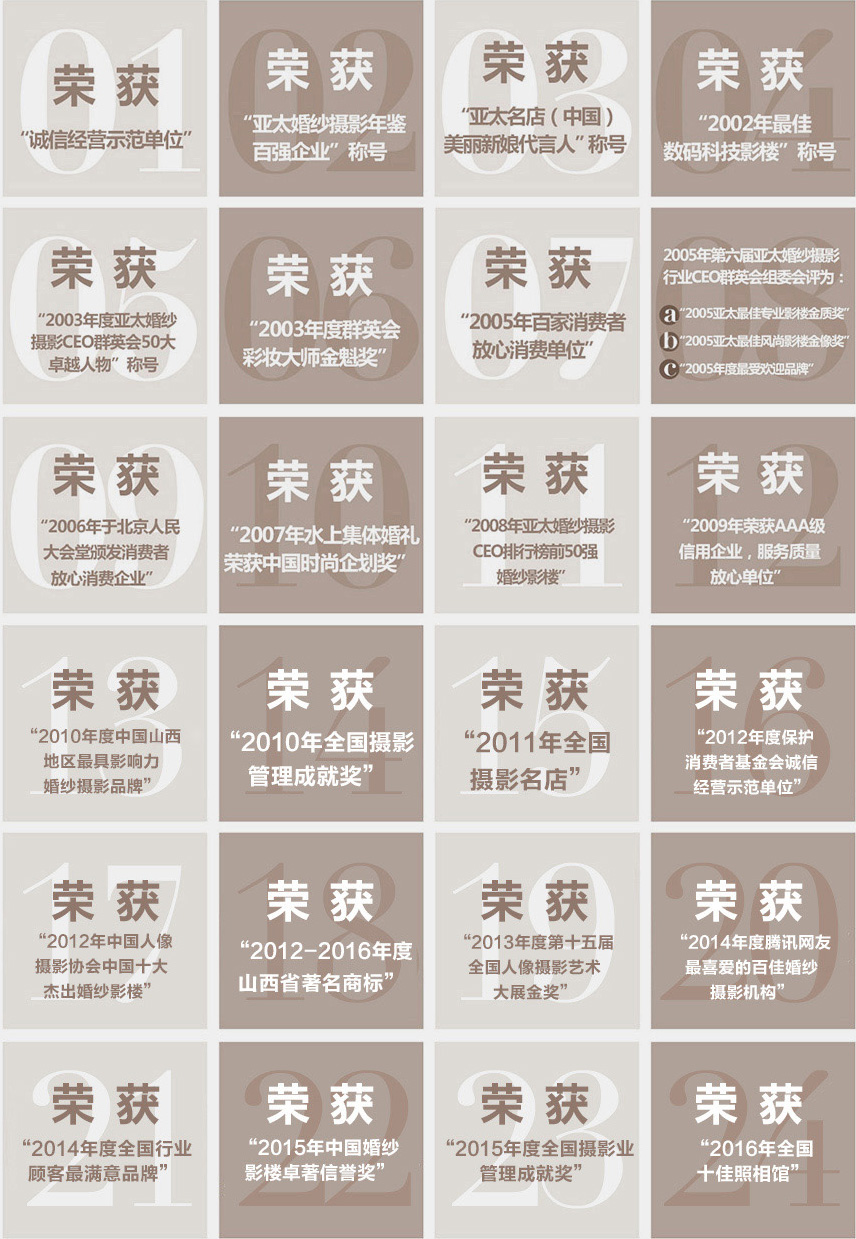 01
荣 获
“诚信经营示范单位”
02
荣 获
“亚太婚纱摄影年鉴
百强企业”称号
03
荣 获
“亚太名店（中国）
美丽新娘代言人”称号
04
荣 获
“2002年最佳
数码科技影楼”称号
05
荣 获
“2003年度亚太婚纱
摄影CEO群英会50大
卓越人物”称号
06
荣 获
“2003年度群英会
彩妆大师金魁奖”
07
荣 获
“2005年百家消费者
放心消费单位”
08
2005年第六届亚太婚纱摄影
行业CEO群英会组委会评为：
a“2005亚太最佳专业影楼金质奖”
b“2005亚太最佳风尚影楼金像奖”
c“2005年度最受欢迎品牌”
09
荣 获
“2006年于北京人民
大会堂颁发消费者
放心消费企业”
10
荣 获
“2007年水上集体婚礼
荣获中国时尚企划奖”
11
荣 获
“2008年亚太婚纱摄影
CEO排行榜前50强
婚纱影楼”
12
荣 获
“2009年荣获AAA级
信用企业，服务质量
放心单位”
13
荣 获
“2010年度中国山西
地区最具影响力
婚纱摄影品牌”
14
荣 获
“2010年全国摄影
管理成就奖”
15
荣 获
“2011年全国
摄影名店”
16
荣 获
“2012年度保护
消费者基金会诚信
经营示范单位”
17
荣 获
“2012年中国人像
摄影协会中国十大
杰出婚纱影楼”
18
荣 获
“2012-2016年度
山西省著名商标”
19
荣 获
“2013年度第十五届
全国人像摄影艺术
大展金奖”
20
荣 获
“2014年度腾讯网友
最喜爱的百佳婚纱
摄影机构”
21
荣 获
“2014年度全国行业
顾客最满意品牌”
22
荣 获
“2015年中国婚纱
影楼卓著信誉奖”
23
荣 获
“2015年度全国摄影业
管理成就奖”
24
荣 获
“2016年全国
十佳照相馆”